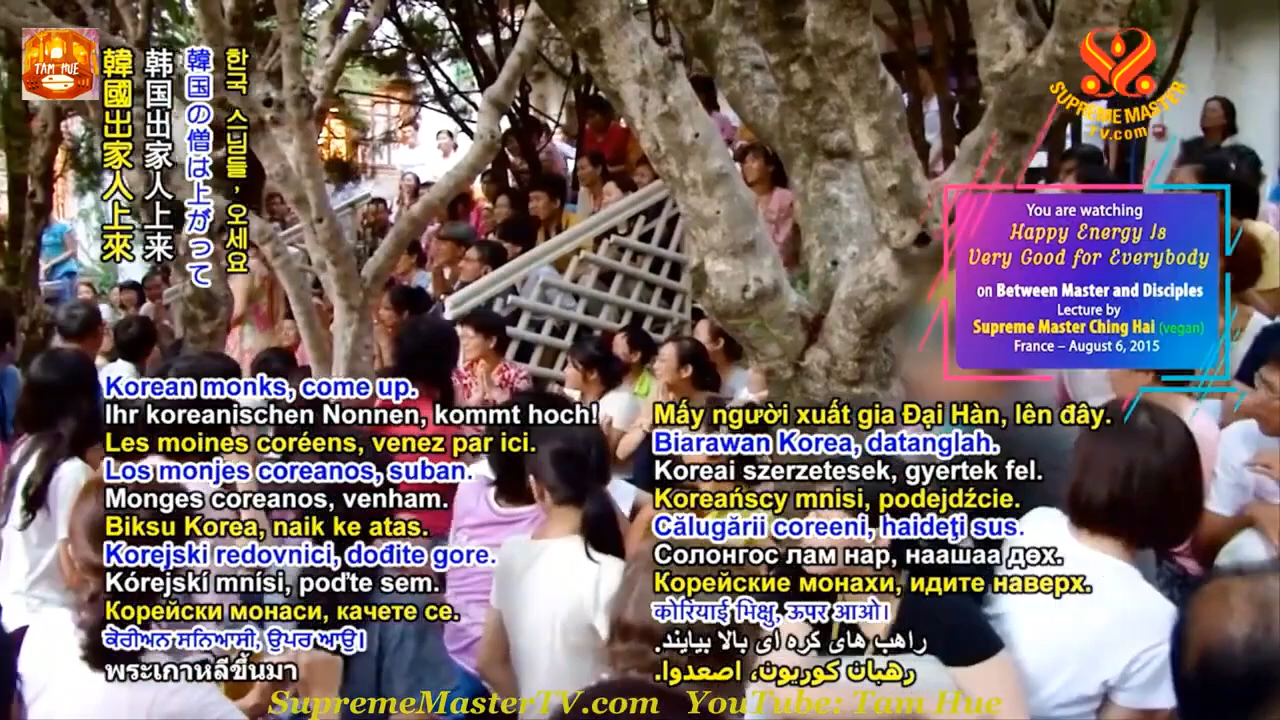 TAM HUE
韓國出家人上來
韩国出家人上来
韓国の僧は上がって
한국 스님들, 오세요
SUPREME MASTER
TV.com
You are watching
Happy Energy Is
Very Good for Everybody
on Between Master and Disciples
Lecture by
Supreme Master Ching Hai (vegan)
France – August 6, 2015
Korean monks, come up.
Ihr koreanischen Nonnen, kommt hoch!
Les moines coréens, venez par ici.
Los monjes coreanos, suban.
Monges coreanos, venham.
Biksu Korea, naik ke atas.
Korejski redovnici, dođite gore.
Kórejskí mnísi, poďte sem.
Корейски монаси, качете се.
ਕੋਰੀਅਨ ਸਨਿਆਸੀ, ਉਪਰ ਆਉ।
พระเกาหลีขึ้นมา
Mấy người xuất gia Đại Hàn, lên đây.
Biarawan Korea, datanglah.
Koreai szerzetesek, gyertek fel.
Koreańscy mnisi, podejdźcie.
Călugării coreeni, haideţi sus.
Солонгос лам нар, наашаа дөх.
Корейские монахи, идите наверх.
कोरियाई भिक्षु, ऊपर आओ।
راهب های کره ای بالا بیایند.
رهبان كوريون، اصعدوا.
SupremeMasterTV.com YouTube: Tam Hue